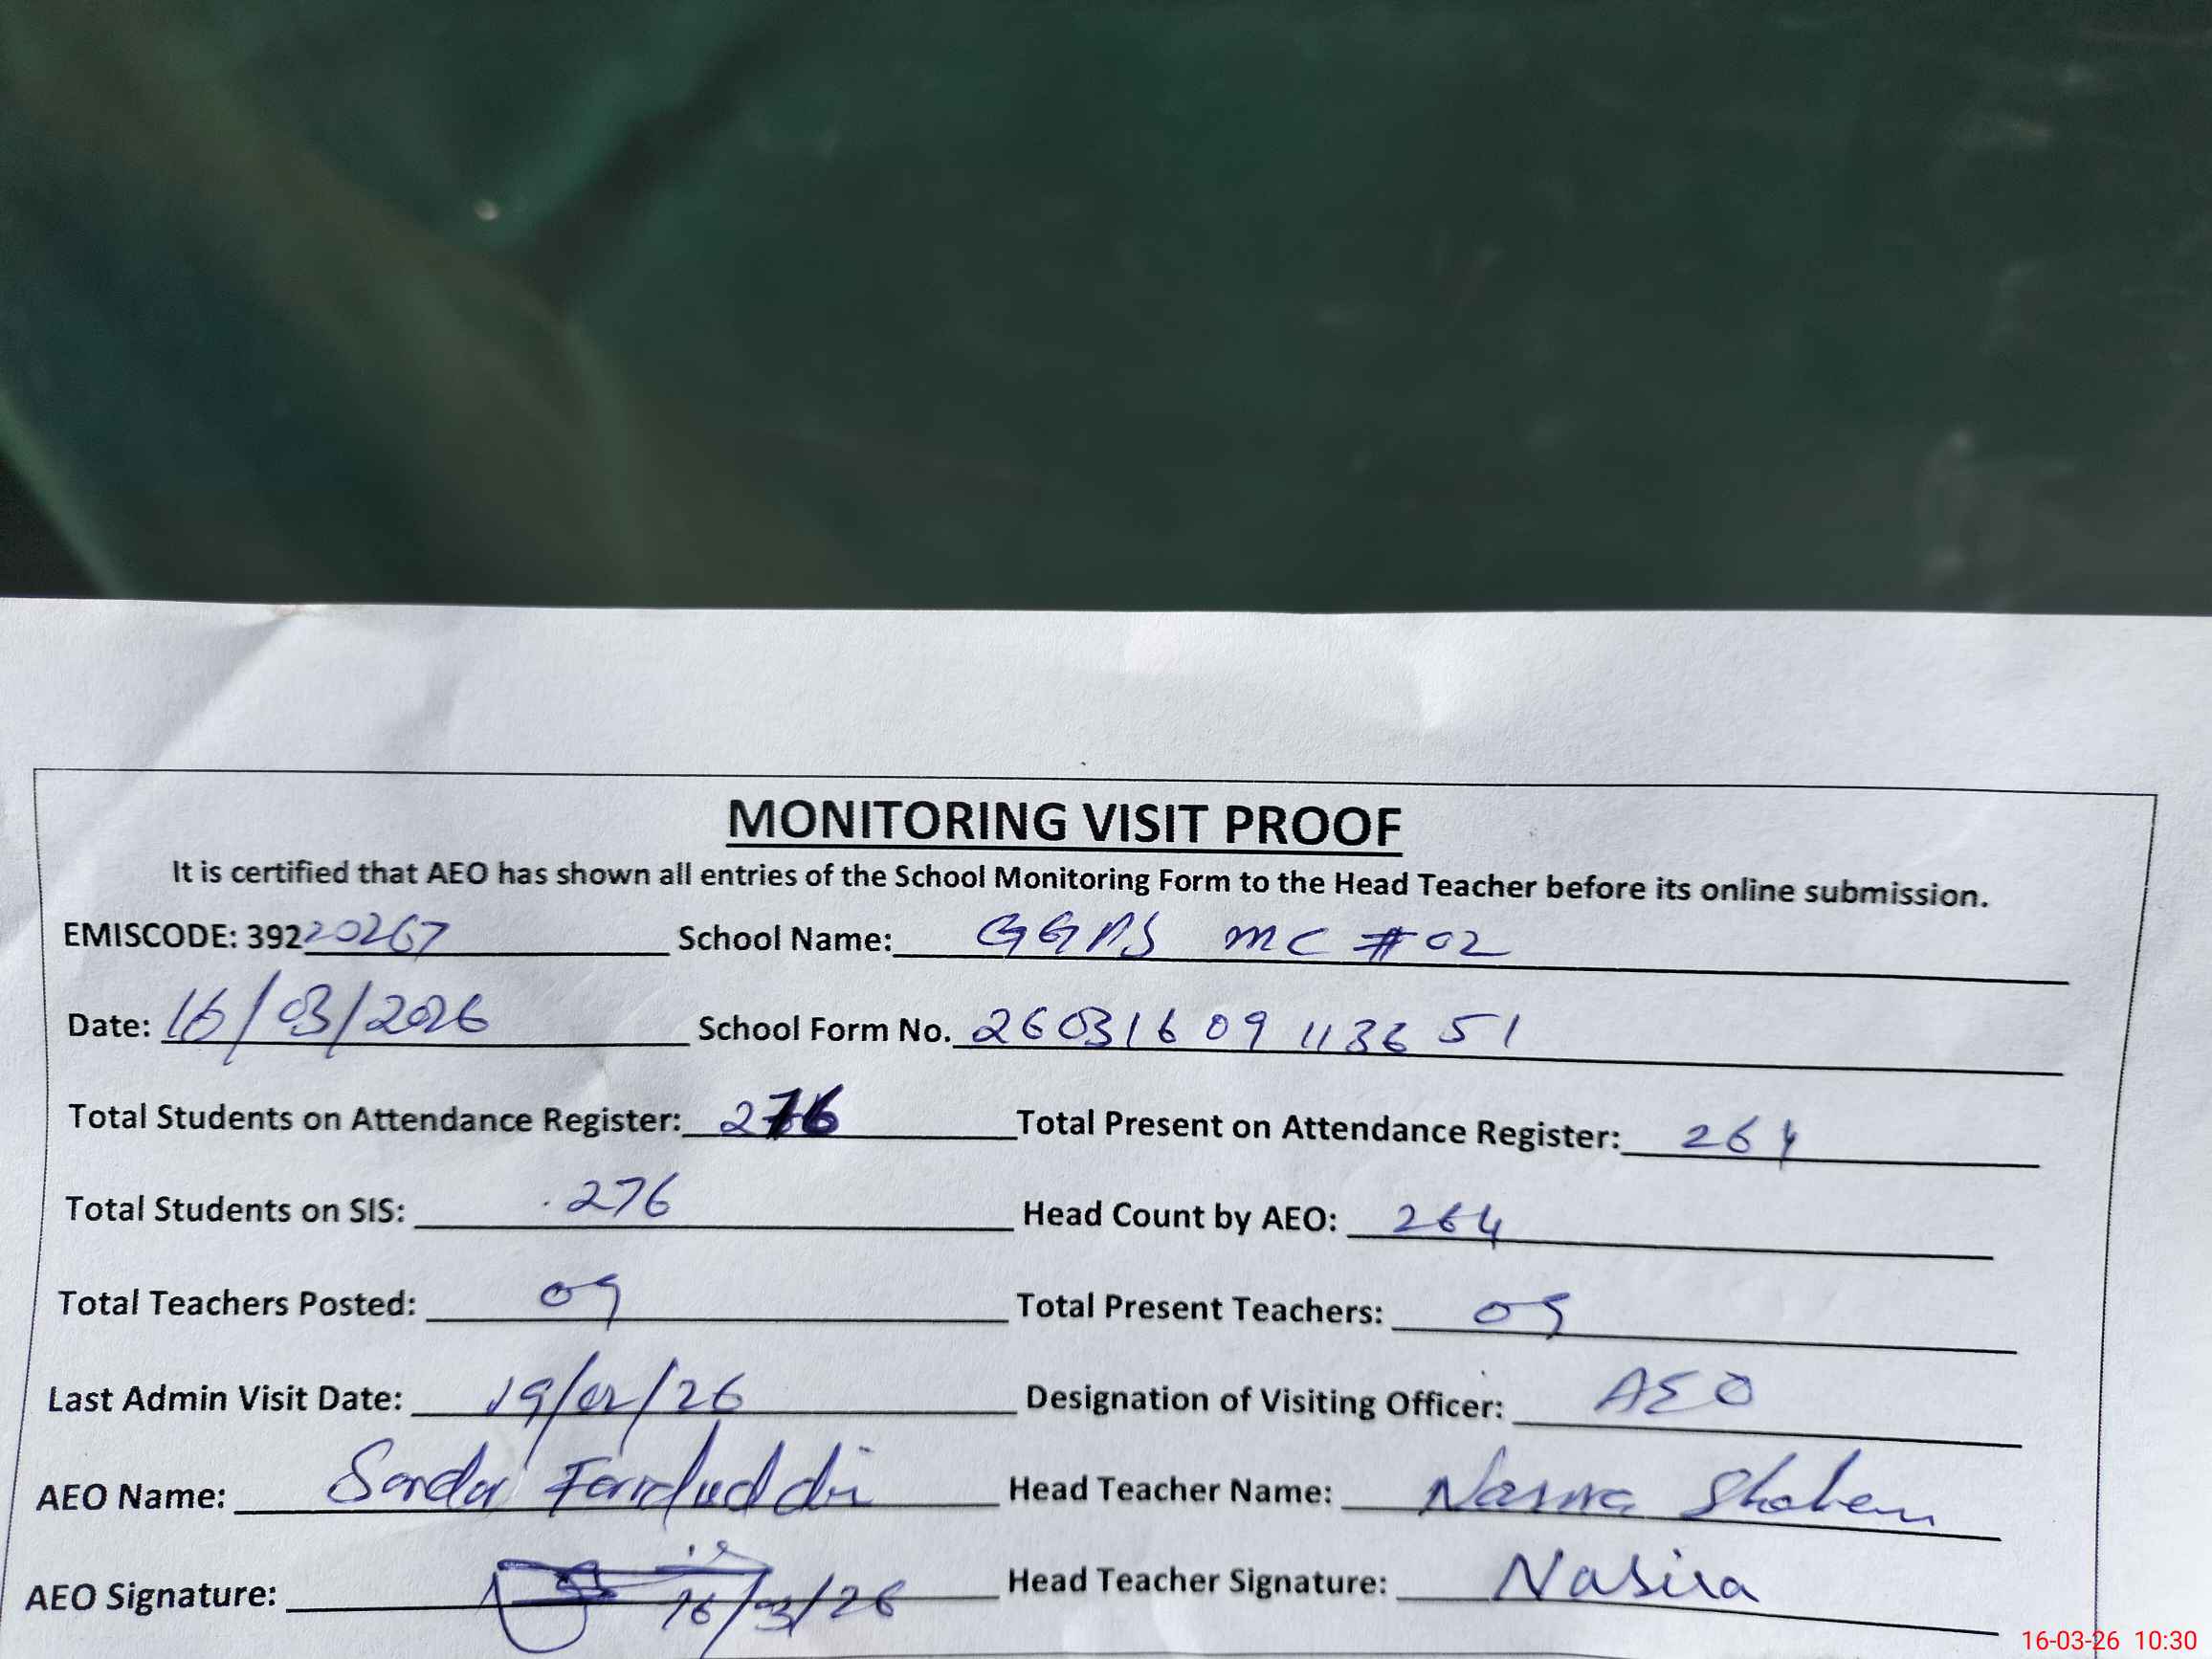 MONITORING VISIT PROOF
It is certified that AEO has shown all entries of the School Monitoring Form to the Head Teacher before its online submission.
EMISCODE: 39220267 School Name: GGPS MC #02
Date: 16/03/2026 School Form No. 26031609113651
Total Students on Attendance Register: 276 Total Present on Attendance Register: 264
Total Students on SIS: 276 Head Count by AEO: 264
Total Teachers Posted: 09 Total Present Teachers: 09
Last Admin Visit Date: 19/02/26 Designation of Visiting Officer: AEO
AEO Name: Fariduddin Head Teacher Name: Shaheen
AEO Signature: 16/03/26 Head Teacher Signature: Nasira
16-03-26 10:30